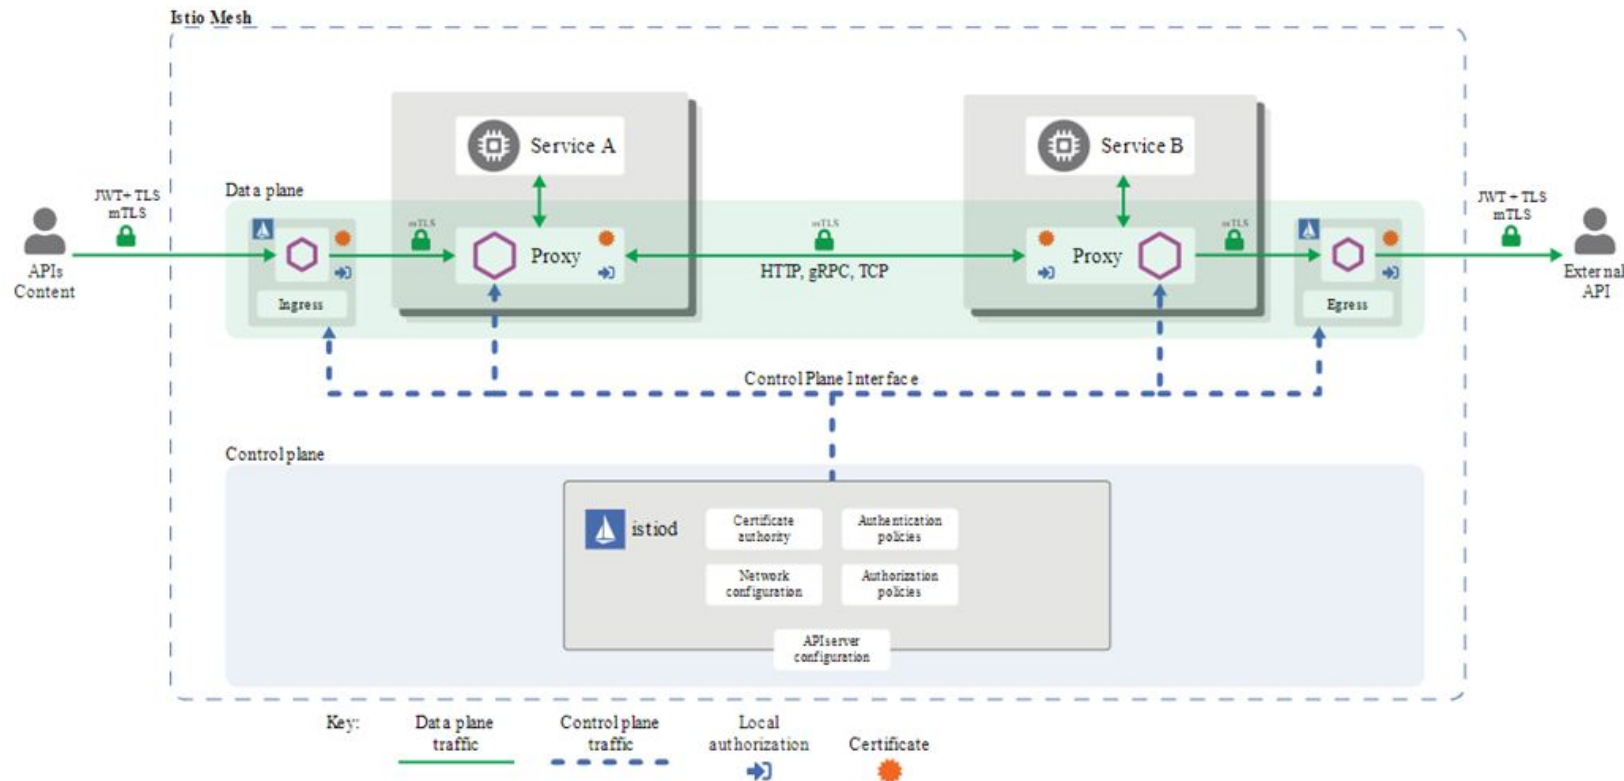 Istio Mesh
Service A
Service B
Data plane
JWT+ TLS
mTLS
APIs
Content
mTLS
Proxy
Ingress
mTLS
HTTP, gRPC, TCP
Proxy
mTLS
Egress
JWT + TLS
mTLS
External
API
Control Plane Interface
Control plane
istiod
Certificate
authority
Authentication
policies
Network
configuration
Authorization
policies
API server
configuration
Key:
Data plane
traffic
Control plane
traffic
Local
authorization
Certificate